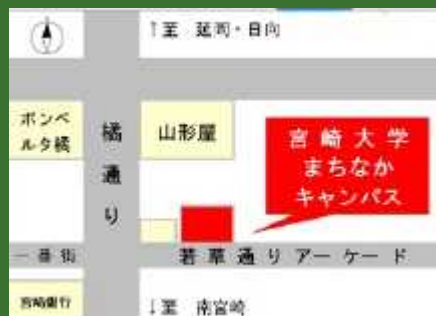 ↑至 延岡・日向
ボンベ
ルタ橘
橘通り
山形屋
宮崎大学
まちなか
キャンパス
一番街
若草通りアーケード
宮崎銀行
↓至 南宮崎